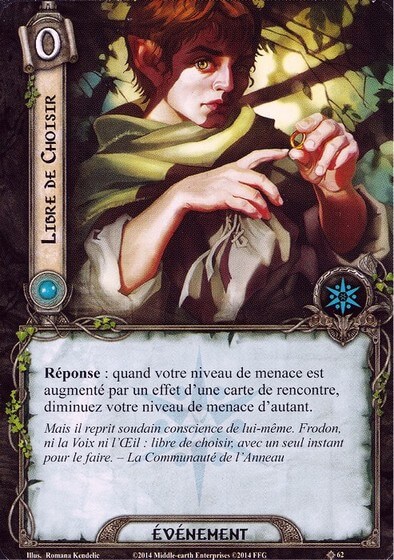 0
LIBRE DE CHOISIR
Réponse : quand votre niveau de menace est
augmenté par un effet d'une carte de rencontre,
diminuez votre niveau de menace d'autant.
Mais il reprit soudain conscience de lui-même. Frodon,
ni la Voix ni l'Œil : libre de choisir, avec un seul instant
pour le faire. – La Communauté de l'Anneau
ÉVÉNEMENT
Illus. Romana Kendelic
©2014 Middle-earth Enterprises ©2014 FFG
62